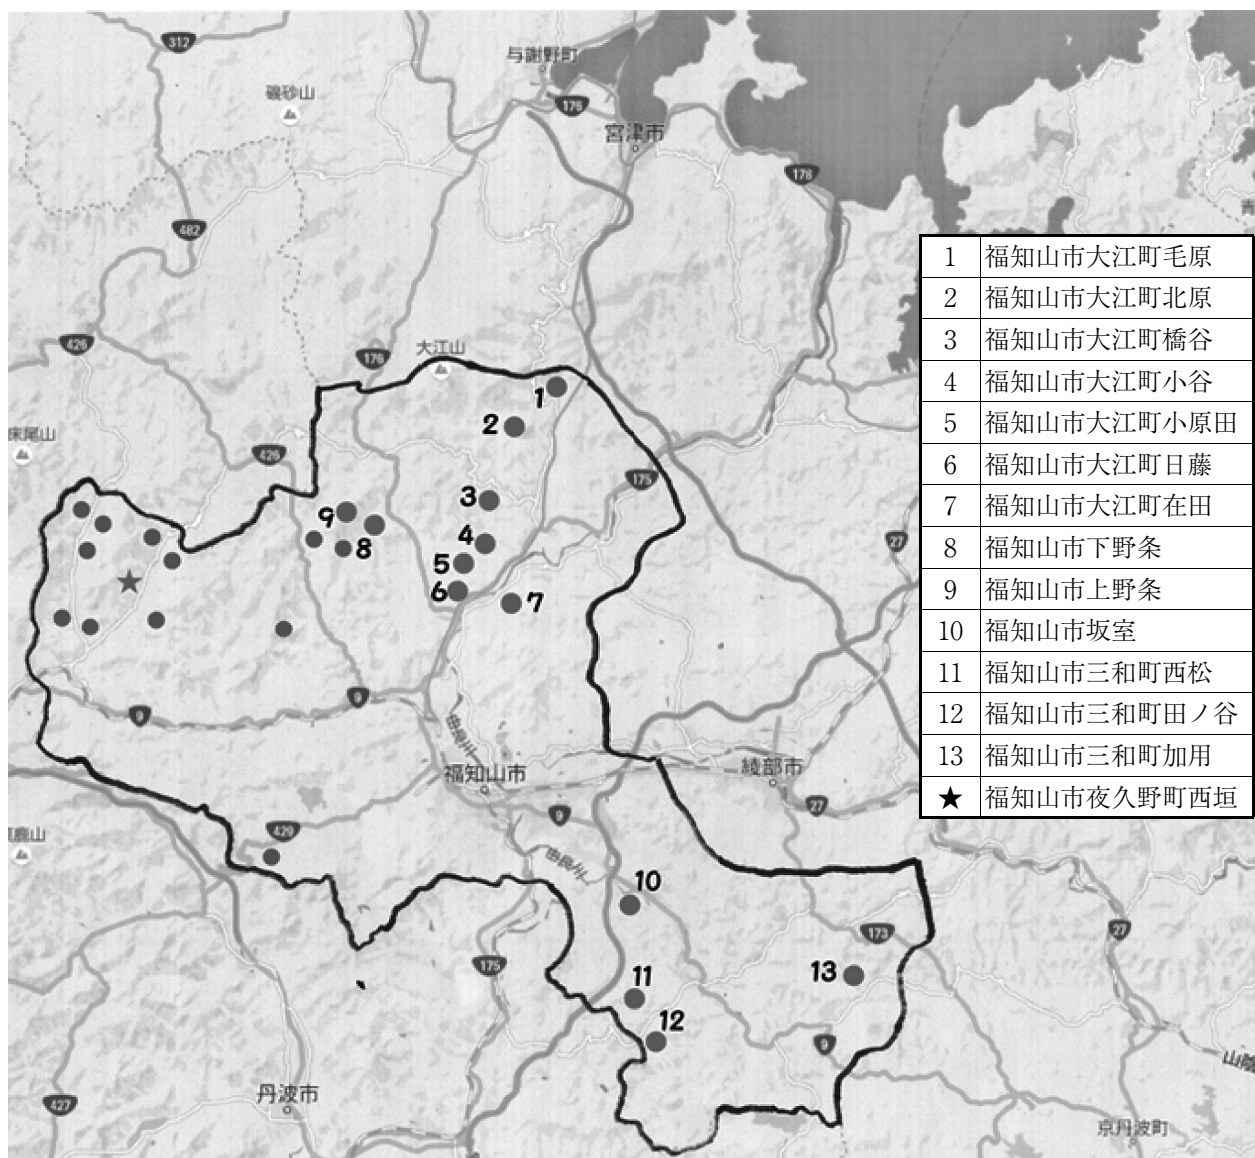 312
与謝野町
磯砂山
176
宮津市
178
482
青
426
176
大江山
床尾山
426
175
27
1
2
3
4
5
6
7
8
9
9
9
由良川
福知山市
綾部市
27
429
9
由良川
10
173
27
175
13
11
12
9
山陰
427
丹波市
京丹波町
1 福知山市大江町毛原
2 福知山市大江町北原
3 福知山市大江町橋谷
4 福知山市大江町小谷
5 福知山市大江町小原田
6 福知山市大江町日藤
7 福知山市大江町在田
8 福知山市下野条
9 福知山市上野条
10 福知山市坂室
11 福知山市三和町西松
12 福知山市三和町田ノ谷
13 福知山市三和町加用
★ 福知山市夜久野町西垣